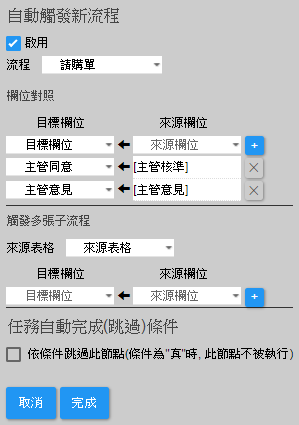 自動觸發新流程
啟用
流程 請購單
欄位對照
目標欄位 來源欄位
目標欄位 來源欄位 +
主管同意 [主管核準]
主管意見 [主管意見]
觸發多張子流程
來源表格 來源表格
目標欄位 來源欄位
目標欄位 來源欄位 +
任務自動完成(跳過)條件
依條件跳過此節點(條件為"真"時, 此節點不被執行)
取消 完成